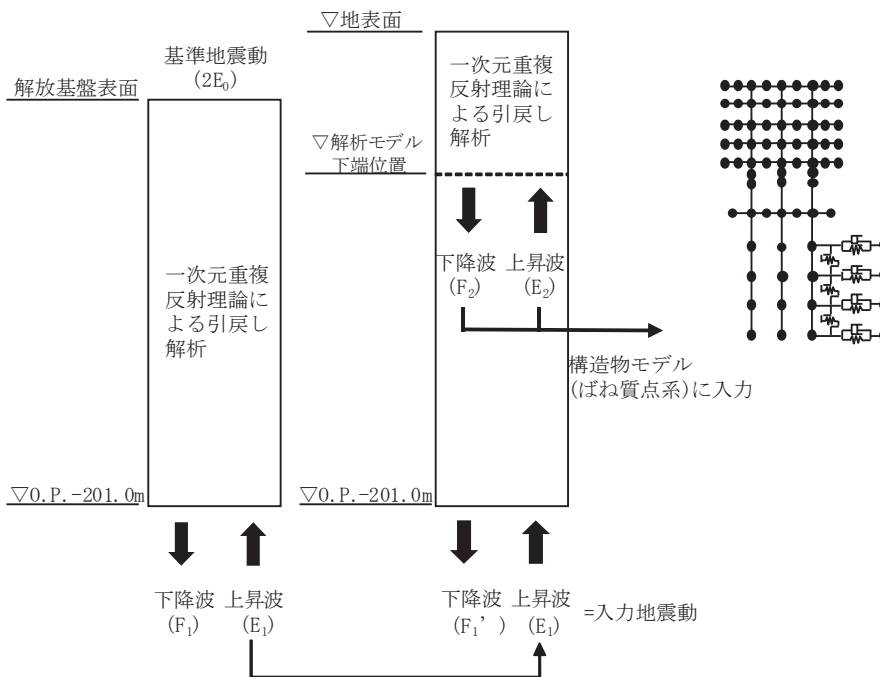 基準地震動
(2E₀)
解放基盤表面
一次元重複
反射理論に
よる引戻し
解析
▽O.P.-201.0m
下降波
(F₁)
上昇波
(E₁)
▽地表面
一次元重複
反射理論に
よる引戻し
解析
▽解析モデル
下端位置
下降波
(F₂)
上昇波
(E₂)
構造物モデル
(ばね質点系)に入力
▽O.P.-201.0m
下降波
(F₁’)
上昇波
(E₁)
=入力地震動